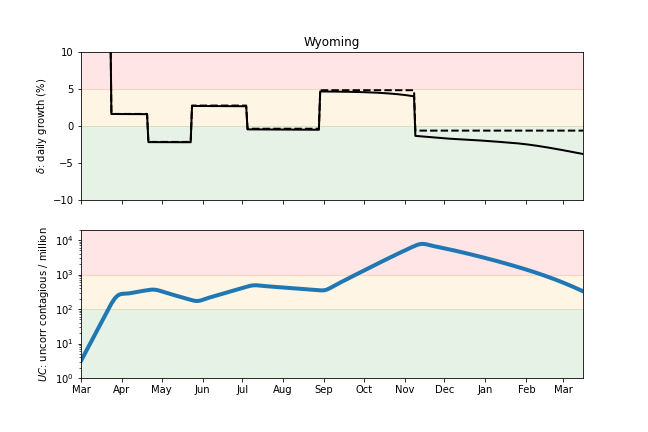 Wyoming
δ: daily growth (%)
10
5
0
−5
−10
UC: uncorr contagious / million
10⁴
10³
10²
10¹
10⁰
Mar Apr May Jun Jul Aug Sep Oct Nov Dec Jan Feb Mar